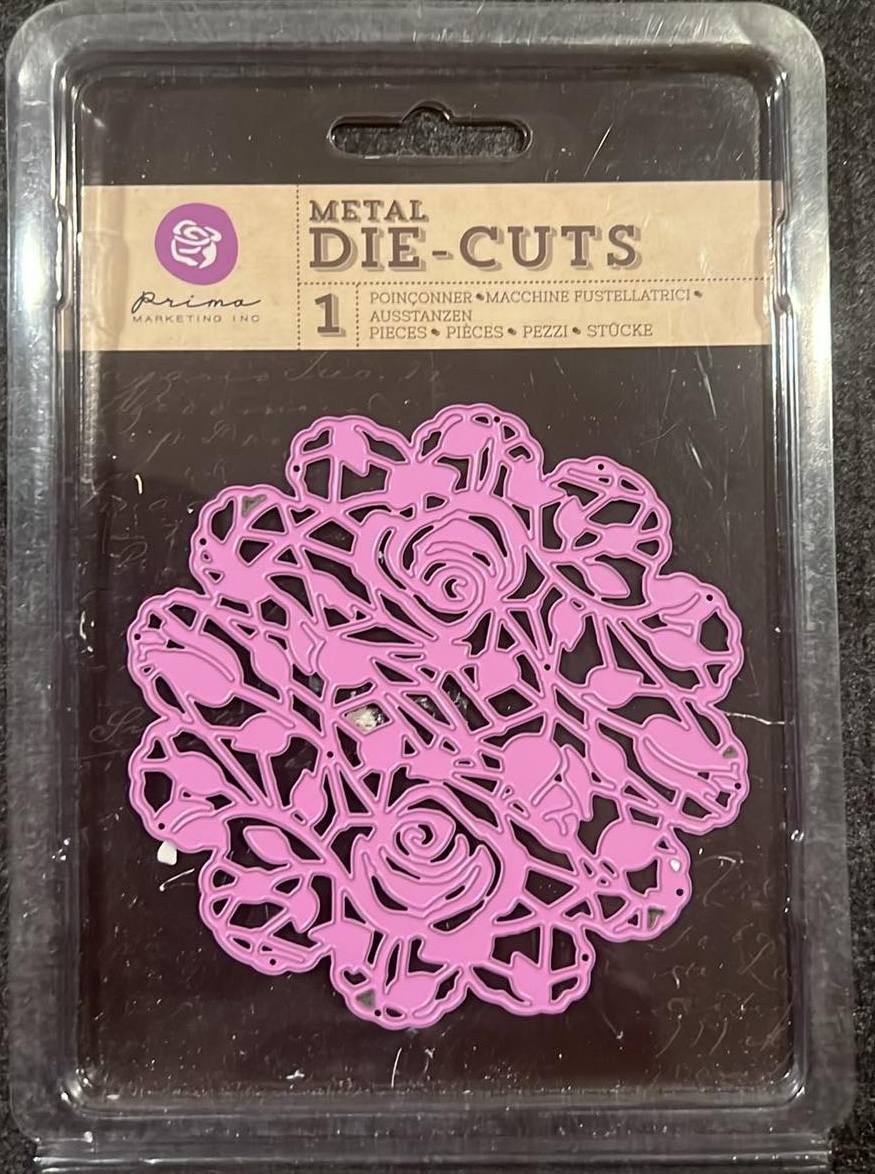 METAL
DIE-CUTS
Prima
MARKETING INC
1
POINÇONNER • MACCHINE FUSTELLATRICI •
AUSSTANZEN
PIECES • PIÈCES • PEZZI • STÜCKE